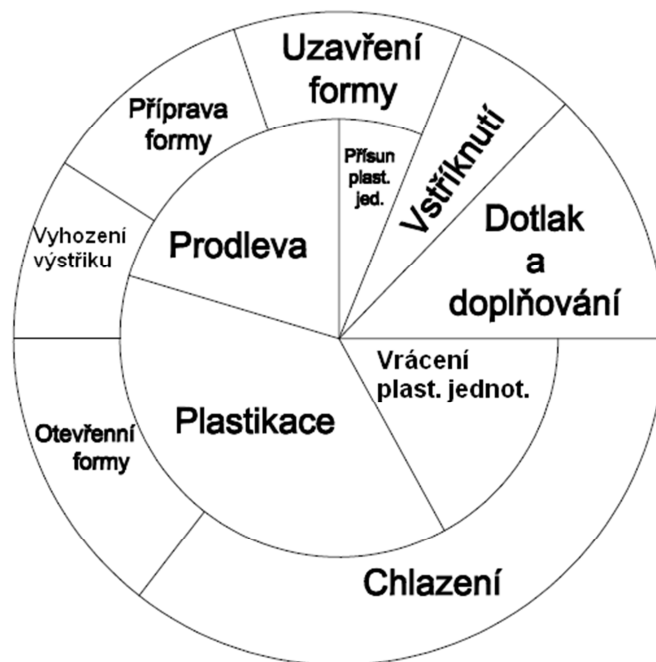 Uzavření
formy
Příprava
formy
Přísun
plast.
jed.
Vstříknutí
Dotlak
a
doplňování
Vyhození
výstřiku
Prodleva
Vrácení
plast. jednot.
Plastikace
Otevřenní
formy
Chlazení